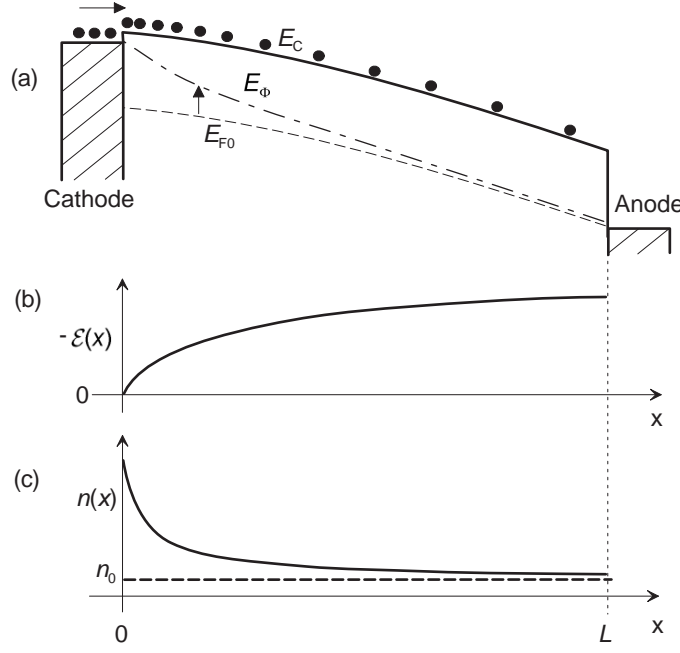 E_C
(a)
E_Φ
E_F0
Cathode
Anode
(b)
-ℰ(x)
0
x
(c)
n(x)
n_0
0
L
x